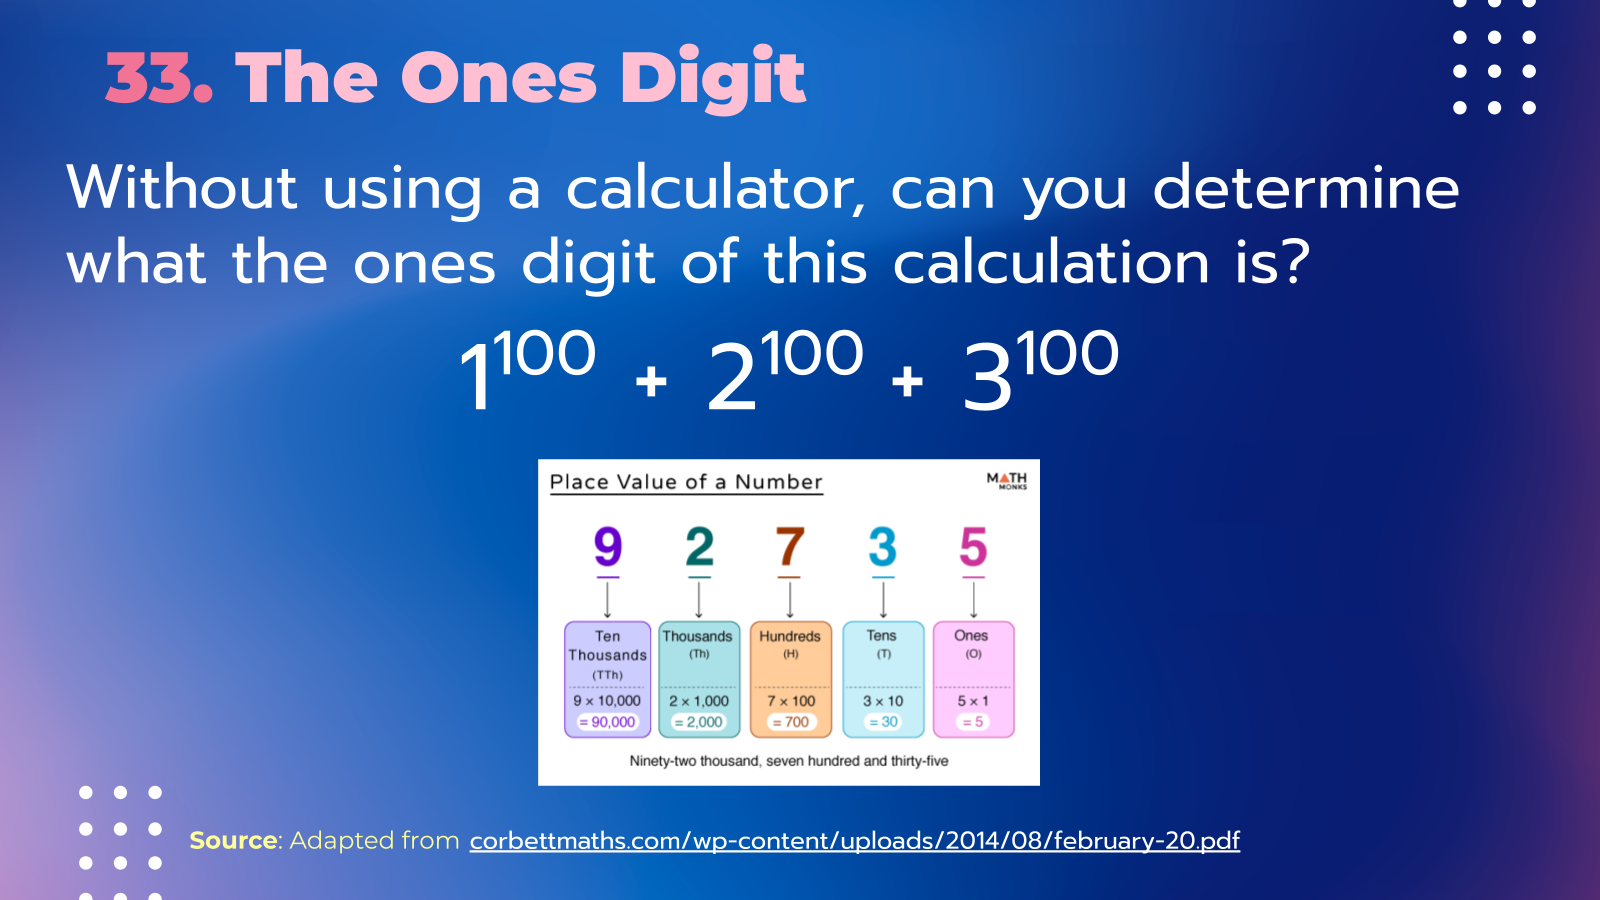 33. The Ones Digit
Without using a calculator, can you determine
what the ones digit of this calculation is?
1¹⁰⁰ + 2¹⁰⁰ + 3¹⁰⁰
Place Value of a Number
MATH
MONKS
9 2 7 3 5
Ten Thousands (TTh)
9 × 10,000
= 90,000
Thousands (Th)
2 × 1,000
= 2,000
Hundreds (H)
7 × 100
= 700
Tens (T)
3 × 10
= 30
Ones (O)
5 × 1
= 5
Ninety-two thousand, seven hundred and thirty-five
Source: Adapted from corbettmaths.com/wp-content/uploads/2014/08/february-20.pdf